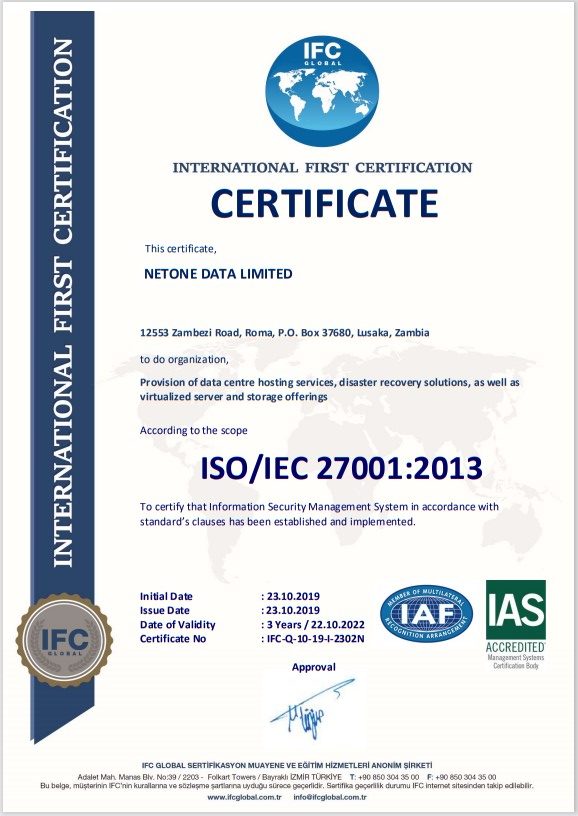 IFC
GLOBAL
INTERNATIONAL FIRST CERTIFICATION
INTERNATIONAL FIRST CERTIFICATION
CERTIFICATE
This certificate,
NETONE DATA LIMITED
12553 Zambezi Road, Roma, P.O. Box 37680, Lusaka, Zambia
to do organization,
Provision of data centre hosting services, disaster recovery solutions, as well as
virtualized server and storage offerings
According to the scope
ISO/IEC 27001:2013
To certify that Information Security Management System in accordance with
standard's clauses has been established and implemented.
Initial Date : 23.10.2019
Issue Date : 23.10.2019
Date of Validity : 3 Years / 22.10.2022
Certificate No : IFC-Q-10-19-I-2302N
MEMBER OF MULTILATERAL
IAF
RECOGNITION ARRANGEMENT
IAS
ACCREDITED
Management Systems
Certification Body
IFC
GLOBAL
Approval
IFC GLOBAL SERTİFİKASYON MUAYENE VE EĞİTİM HİZMETLERİ ANONİM ŞİRKETİ
Adalet Mah. Manas Blv. No:39 / 2203 - Folkart Towers / Bayraklı İZMİR TÜRKİYE T: +90 850 304 35 00 F: +90 850 304 35 00
Bu belge, müşterinin IFC'nin kurallarına ve sözleşme şartlarına uyduğu sürece geçerlidir. Sertifika geçerlilik durumu IFC internet sitesinden takip edilebilir.
www.ifcglobal.com.tr info@ifcglobal.com.tr